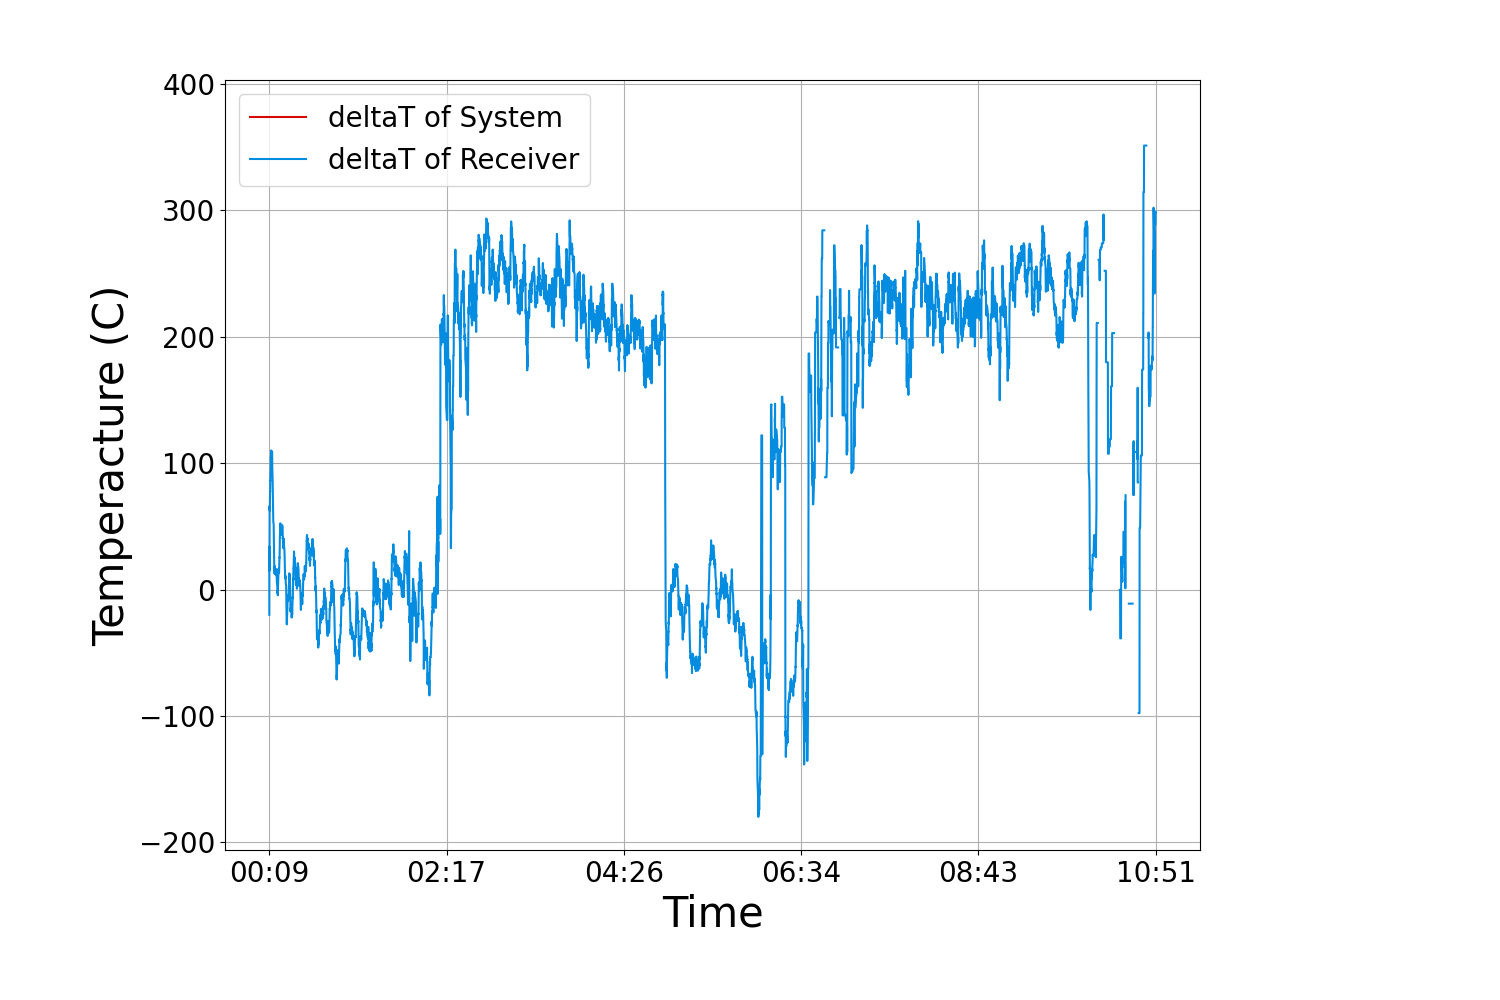 400
deltaT of System
deltaT of Receiver
300
200
100
0
−100
−200
Temperacture (C)
00:09 02:17 04:26 06:34 08:43 10:51
Time